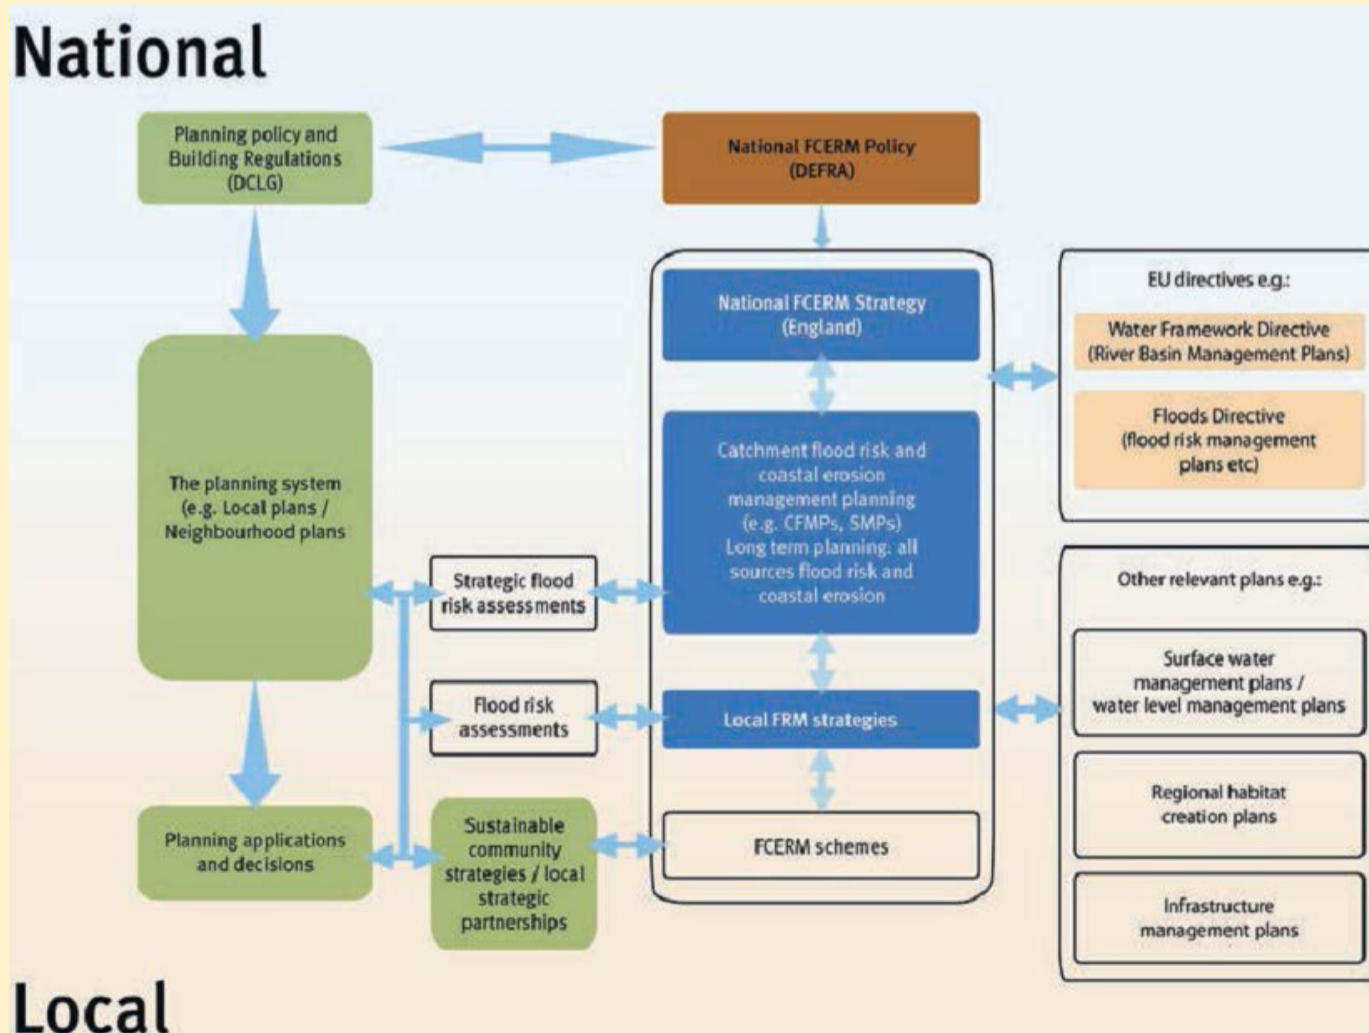 National
Planning policy and
Building Regulations
(DCLG)
National FCERM Policy
(DEFRA)
National FCERM Strategy
(England)
EU directives e.g.:
Water Framework Directive
(River Basin Management Plans)
Floods Directive
(flood risk management
plans etc)
The planning system
(e.g. Local plans /
Neighbourhood plans
Catchment flood risk and
coastal erosion
management planning
(e.g. CFMPs, SMPs)
Long term planning: all
sources flood risk and
coastal erosion
Strategic flood
risk assessments
Other relevant plans e.g.:
Surface water
management plans /
water level management plans
Flood risk
assessments
Local FRM strategies
Regional habitat
creation plans
Planning applications
and decisions
Sustainable
community
strategies / local
strategic
partnerships
FCERM schemes
Infrastructure
management plans
Local